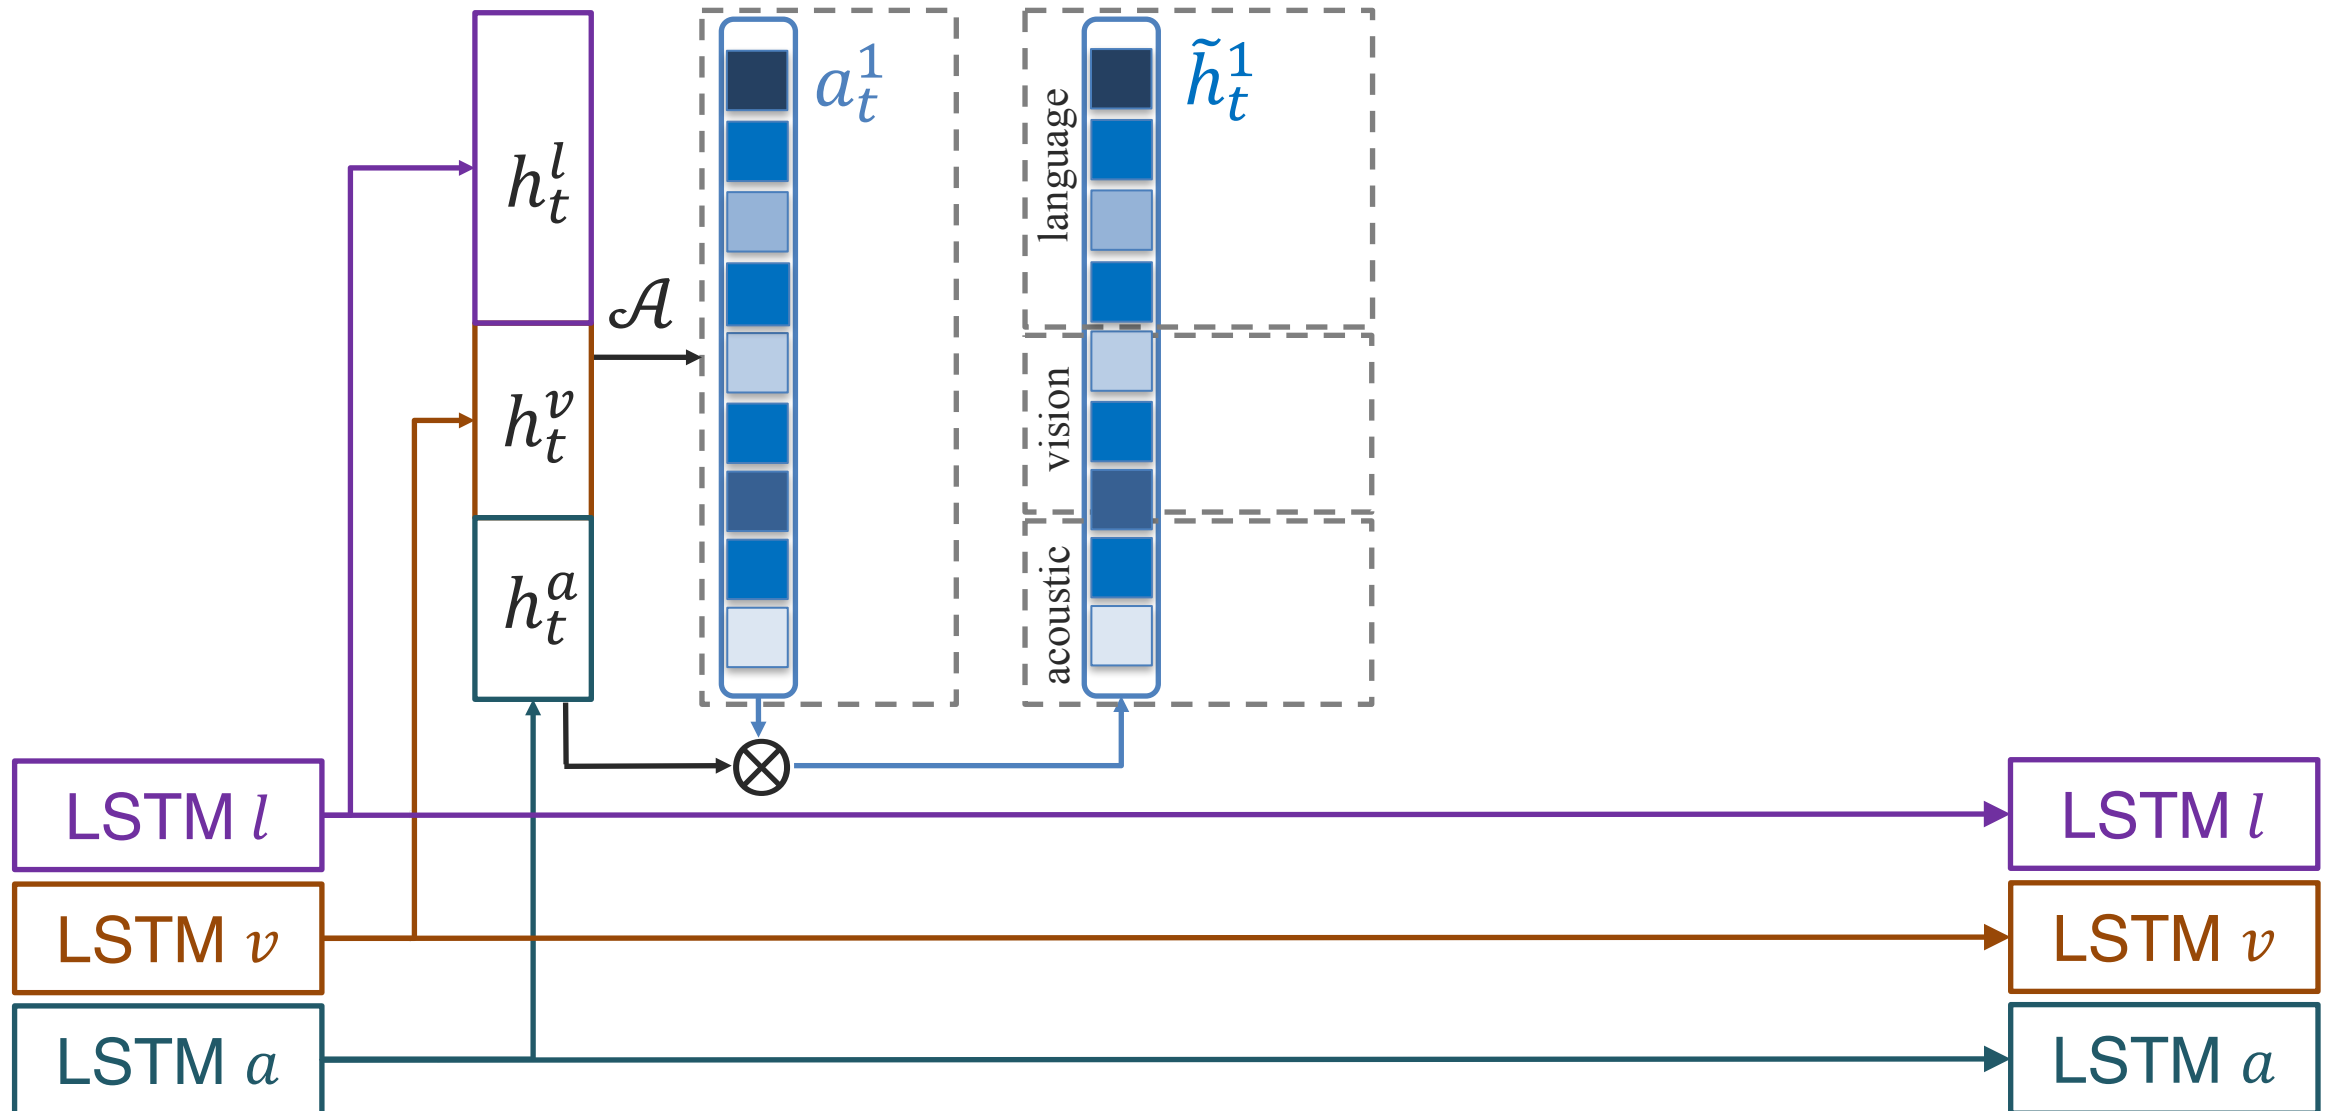 h_t^l
h_t^v
h_t^a
𝒜
a_t^1
h̃_t^1
language
vision
acoustic
LSTM l
LSTM v
LSTM a
LSTM l
LSTM v
LSTM a